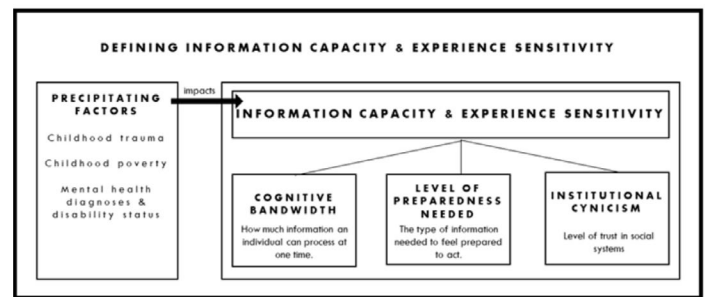 DEFINING INFORMATION CAPACITY & EXPERIENCE SENSITIVITY
PRECIPITATING
FACTORS
Childhood trauma
Childhood poverty
Mental health
diagnoses &
disability status
impacts
INFORMATION CAPACITY & EXPERIENCE SENSITIVITY
COGNITIVE
BANDWIDTH
How much information an
individual can process at
one time.
LEVEL OF
PREPAREDNESS
NEEDED
The type of information
needed to feel prepared
to act.
INSTITUTIONAL
CYNICISM
Level of trust in social
systems